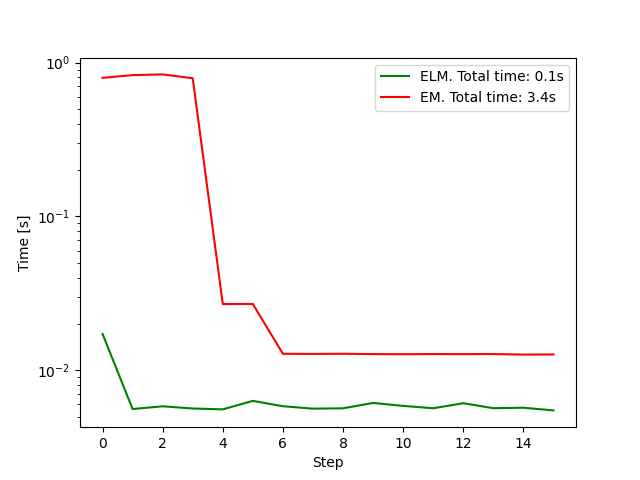 10⁰
10⁻¹
10⁻²
Time [s]
ELM. Total time: 0.1s
EM. Total time: 3.4s
0 2 4 6 8 10 12 14
Step